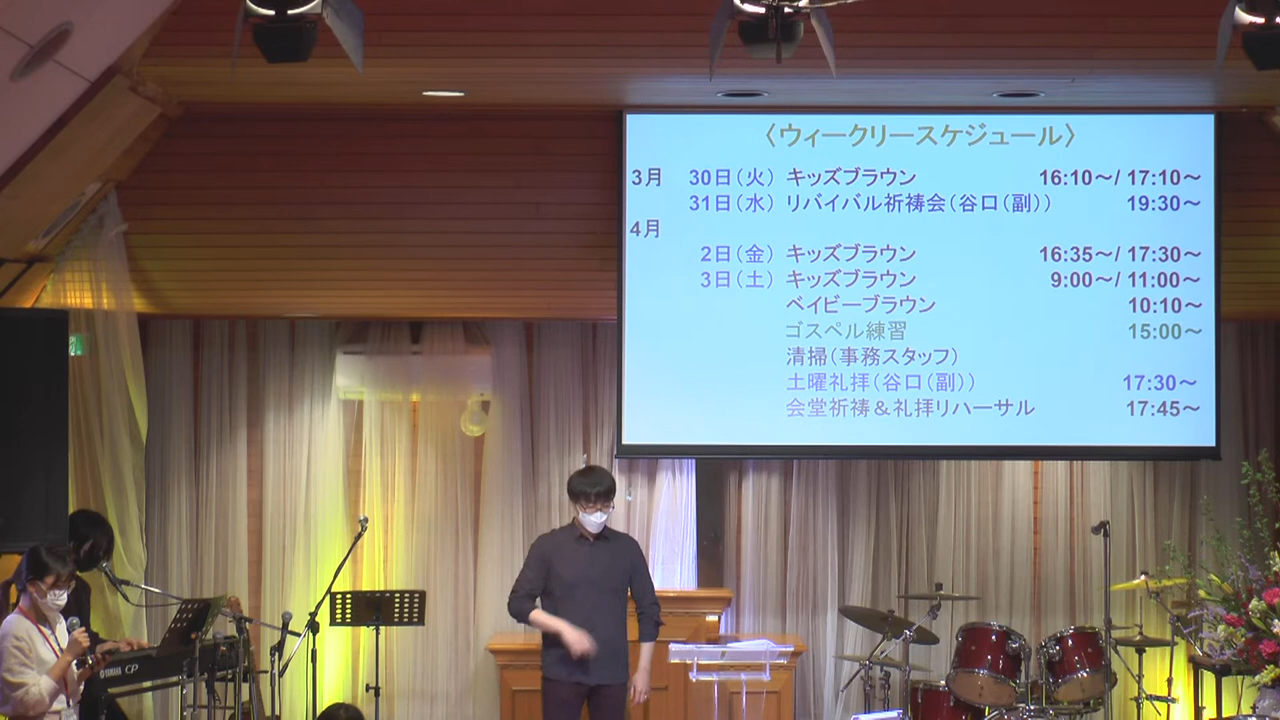 〈ウィークリースケジュール〉
3月 30日（火） キッズブラウン 16:10～/ 17:10～
31日（水） リバイバル祈祷会（谷口（副）） 19:30～
4月
2日（金） キッズブラウン 16:35～/ 17:30～
3日（土） キッズブラウン 9:00～/ 11:00～
ベイビーブラウン 10:10～
ゴスペル練習 15:00～
清掃（事務スタッフ）
土曜礼拝（谷口（副）） 17:30～
会堂祈祷＆礼拝リハーサル 17:45～
YAMAHA CP